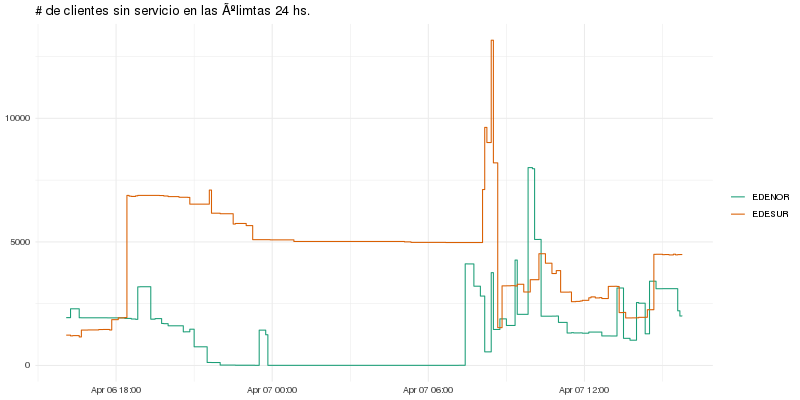 # de clientes sin servicio en las Ãºlimtas 24 hs.
10000
5000
0
Apr 06 18:00
Apr 07 00:00
Apr 07 06:00
Apr 07 12:00
EDENOR
EDESUR